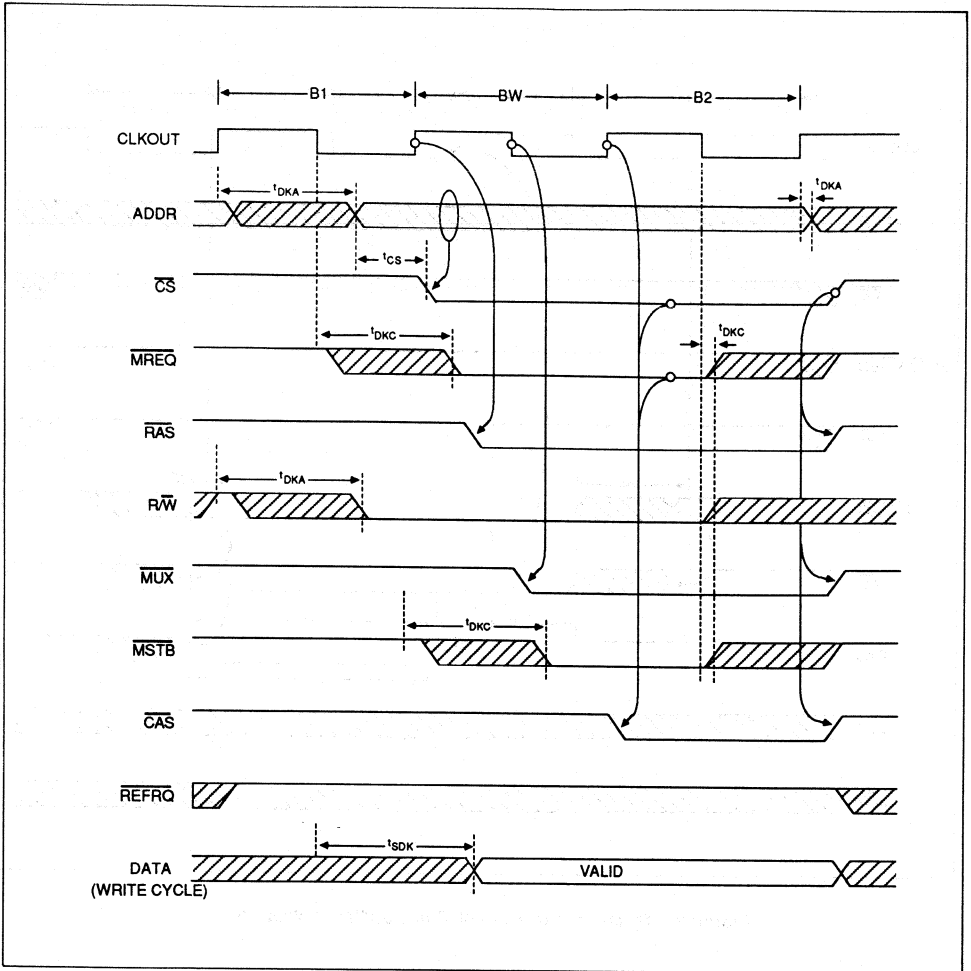 B1 BW B2
CLKOUT
tDKA tDKA
ADDR
tCS
CS
tDKC tDKC
MREQ
RAS
tDKA
R/W
MUX
tDKC
MSTB
CAS
REFRQ
tSDK
DATA VALID
(WRITE CYCLE)